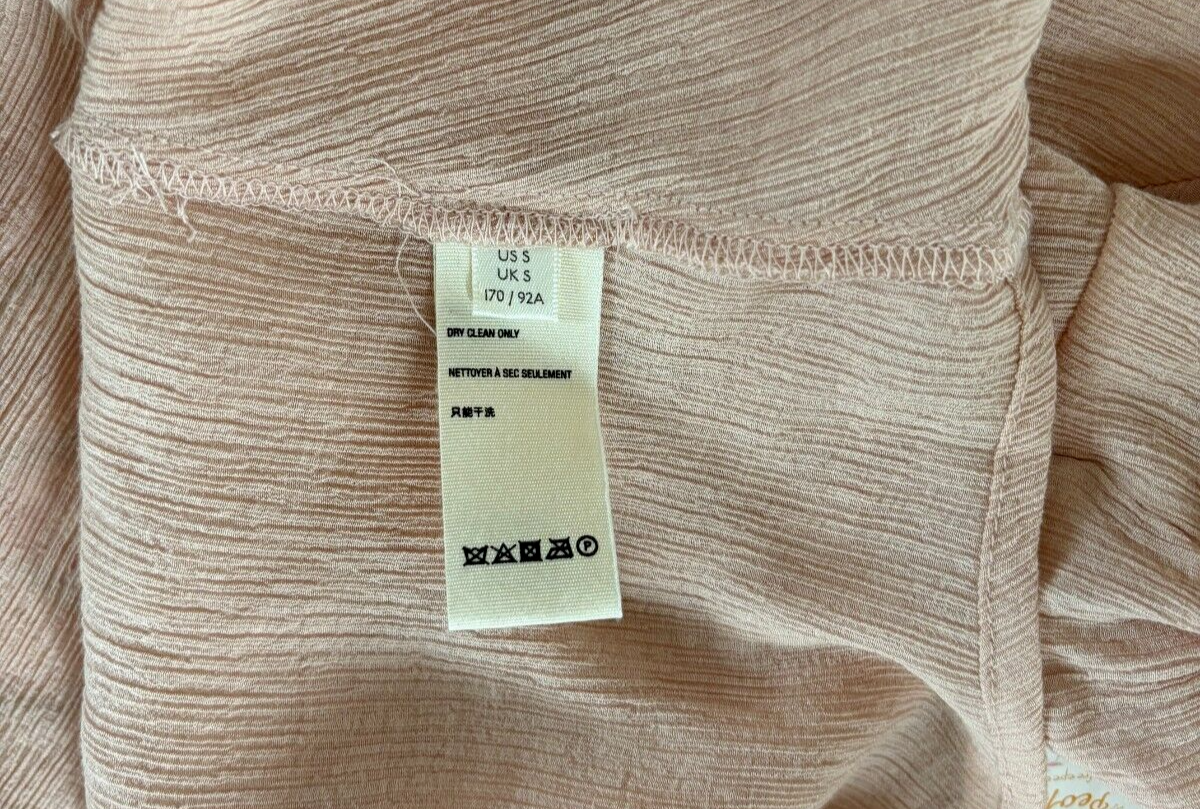 US S
UK S
170 / 92A
DRY CLEAN ONLY
NETTOYER À SEC SEULEMENT
只能干洗
P